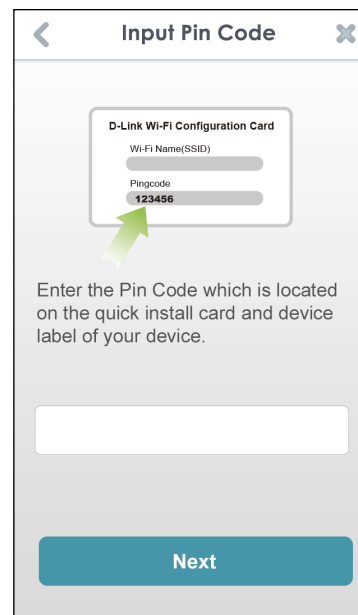 Input Pin Code
D-Link Wi-Fi Configuration Card
Wi-Fi Name(SSID)
Pingcode
123456
Enter the Pin Code which is located
on the quick install card and device
label of your device.
Next